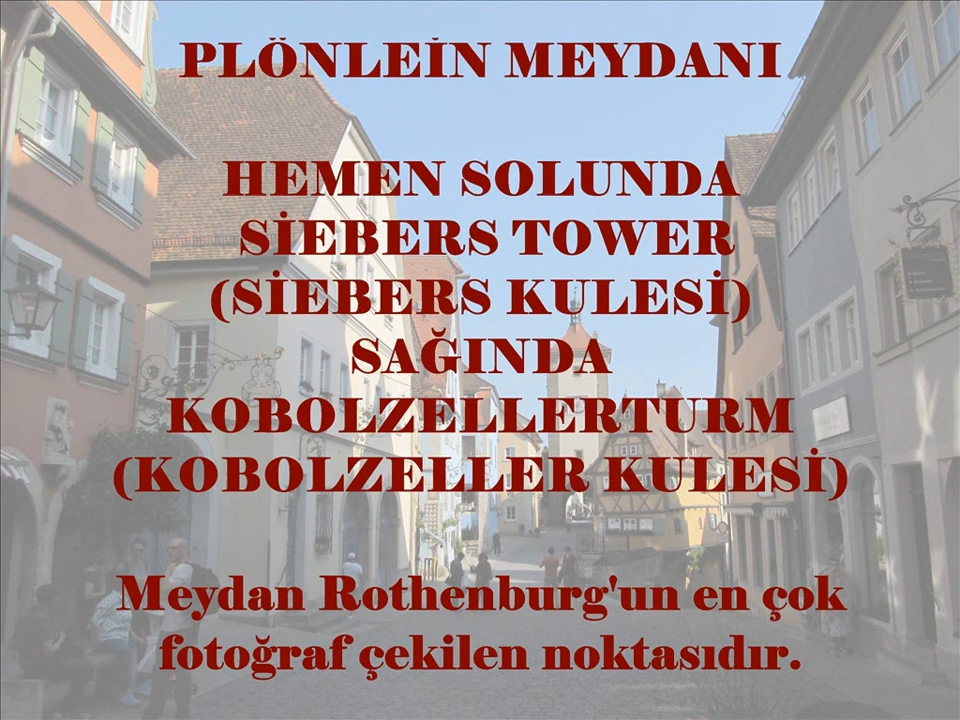 PLÖNLEİN MEYDANI
HEMEN SOLUNDA
SİEBERS TOWER
(SİEBERS KULESİ)
SAĞINDA
KOBOLZELLERTURM
(KOBOLZELLER KULESİ)
Meydan Rothenburg'un en çok
fotoğraf çekilen noktasıdır.